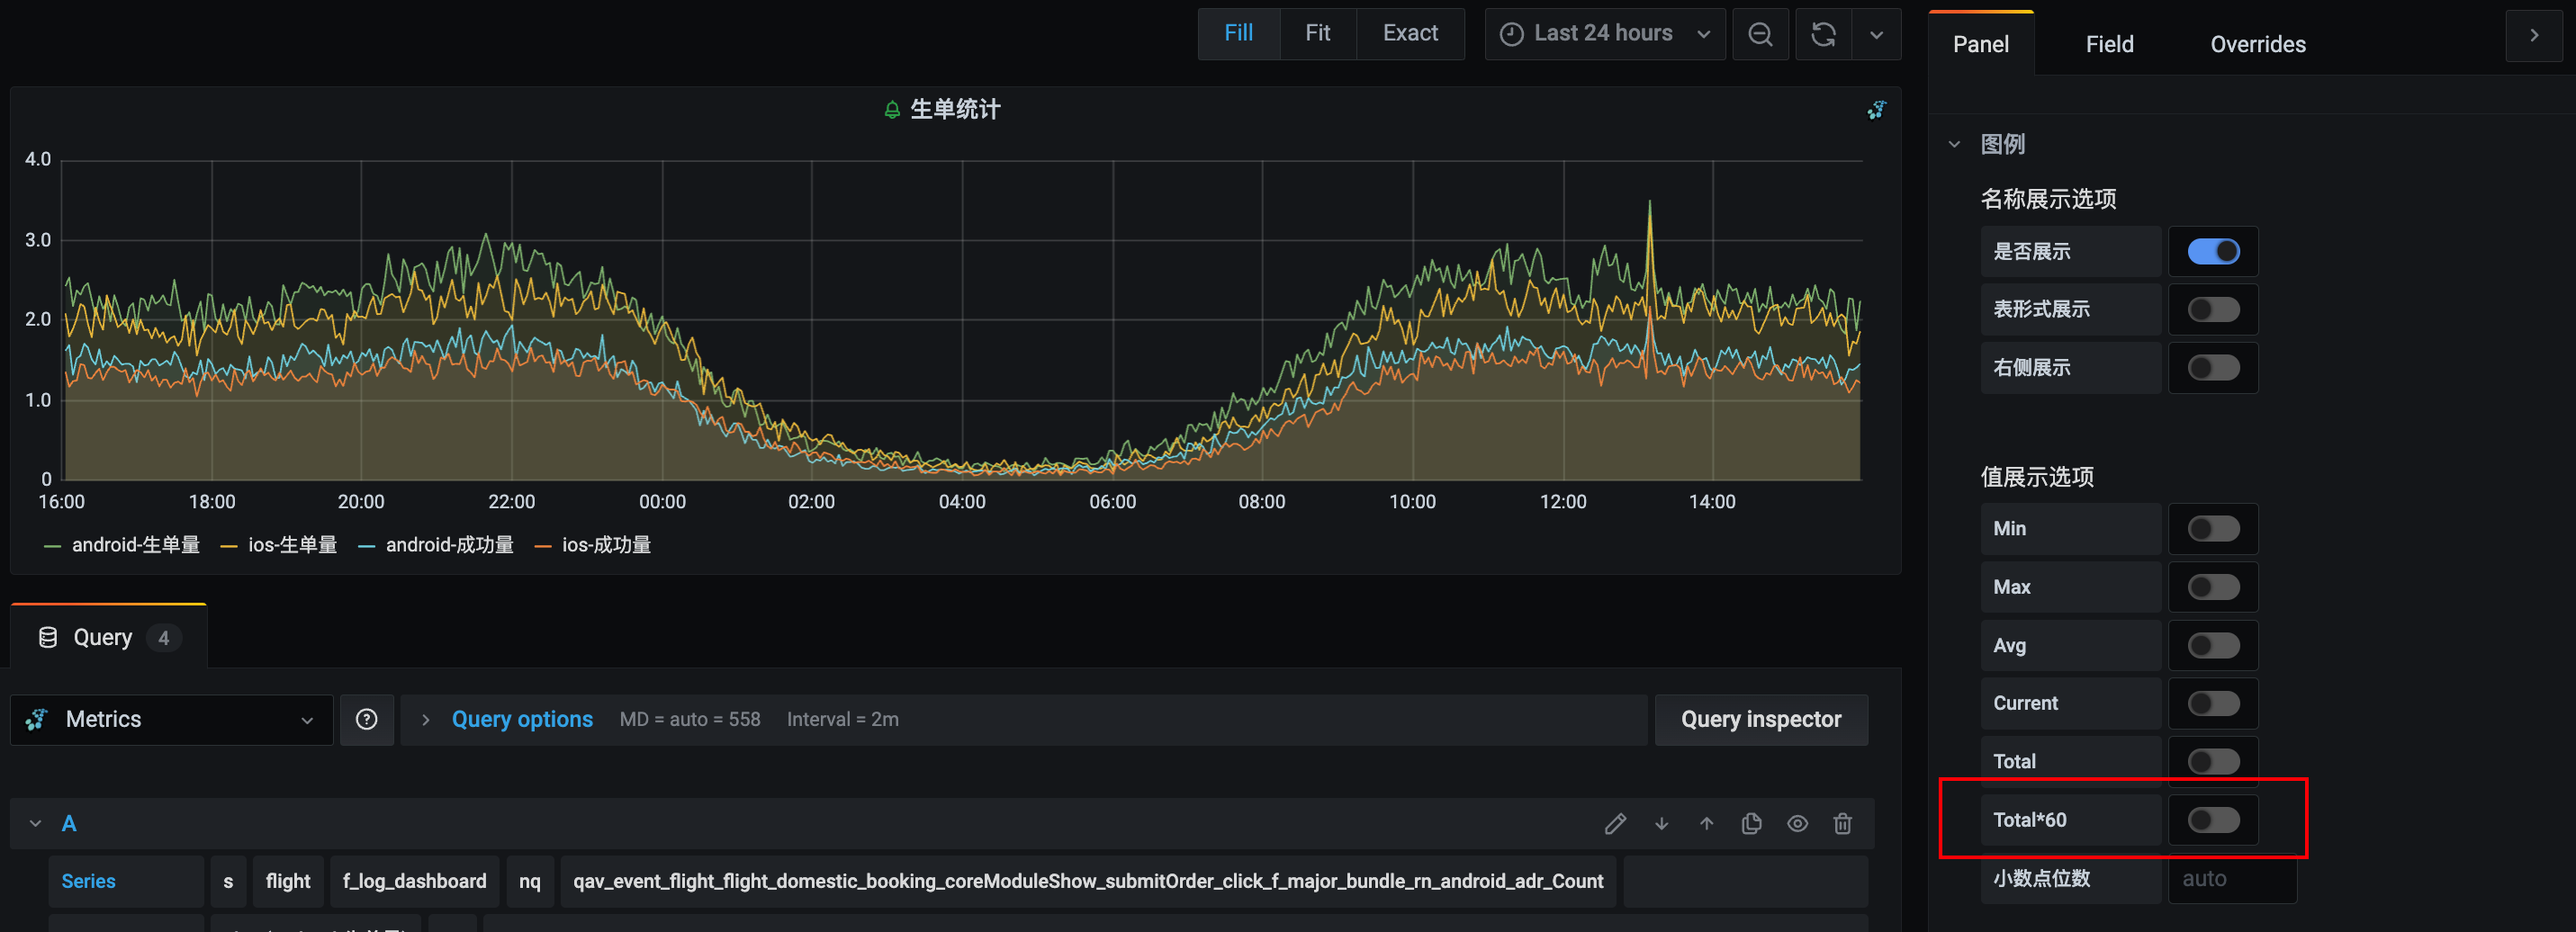 Fill Fit Exact Last 24 hours
Panel Field Overrides
生单统计
4.0
3.0
2.0
1.0
0
16:00 18:00 20:00 22:00 00:00 02:00 04:00 06:00 08:00 10:00 12:00 14:00
android-生单量 ios-生单量 android-成功量 ios-成功量
Query 4
Metrics Query options MD = auto = 558 Interval = 2m Query inspector
A
Series s flight f_log_dashboard nq qav_event_flight_flight_domestic_booking_coreModuleShow_submitOrder_click_f_major_bundle_rn_android_adr_Count
图例
名称展示选项
是否展示
表形式展示
右侧展示
值展示选项
Min
Max
Avg
Current
Total
Total*60
小数点位数 auto